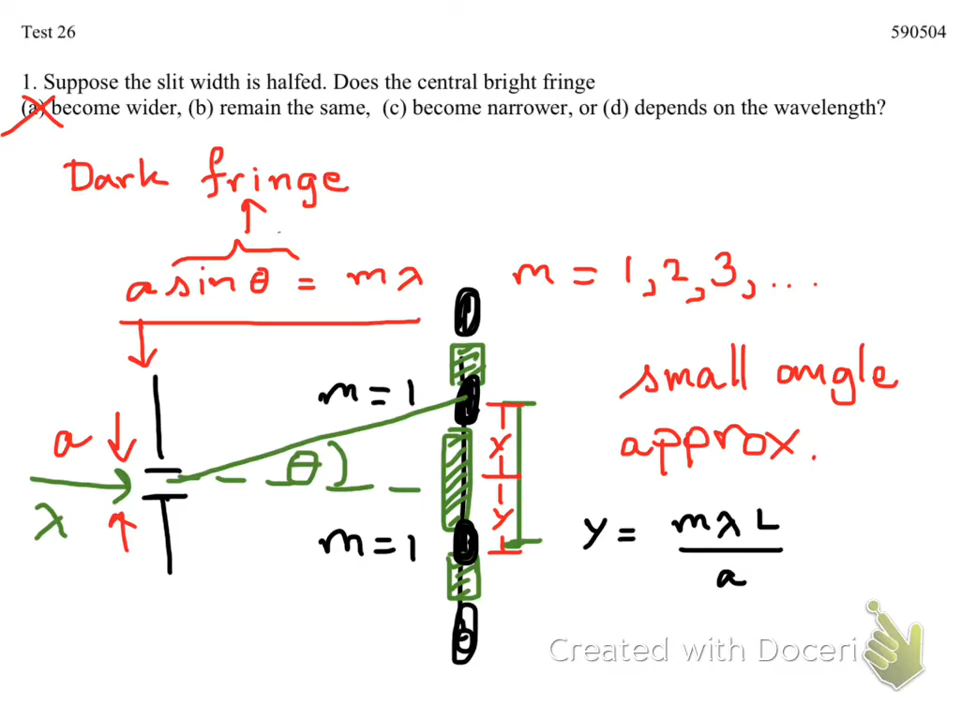 Test 26 590504
1. Suppose the slit width is halfed. Does the central bright fringe
(a) become wider, (b) remain the same, (c) become narrower, or (d) depends on the wavelength?
Dark fringe
a sin θ = mλ m = 1, 2, 3, ...
small angle
approx.
m = 1
a
θ
λ
m = 1
y
y
y = mλL / a
Created with Doceri